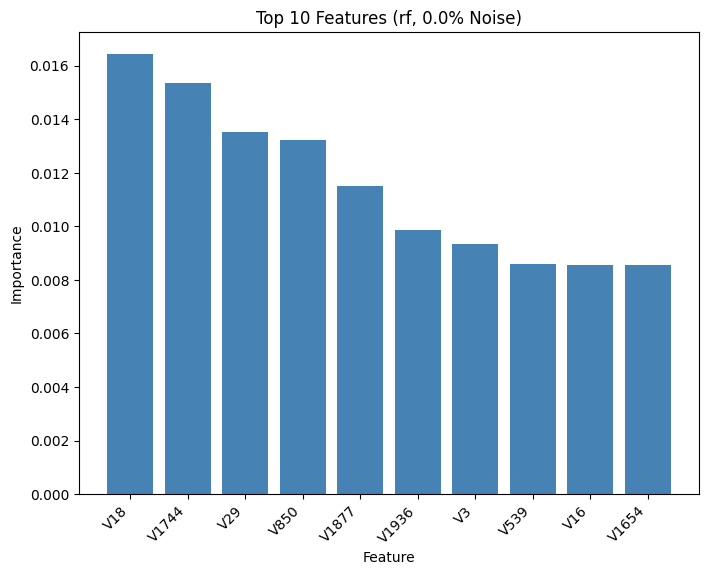 Top 10 Features (rf, 0.0% Noise)
Importance
0.016
0.014
0.012
0.010
0.008
0.006
0.004
0.002
0.000
V18
V1744
V29
V850
V1877
V1936
V3
V539
V16
V1654
Feature